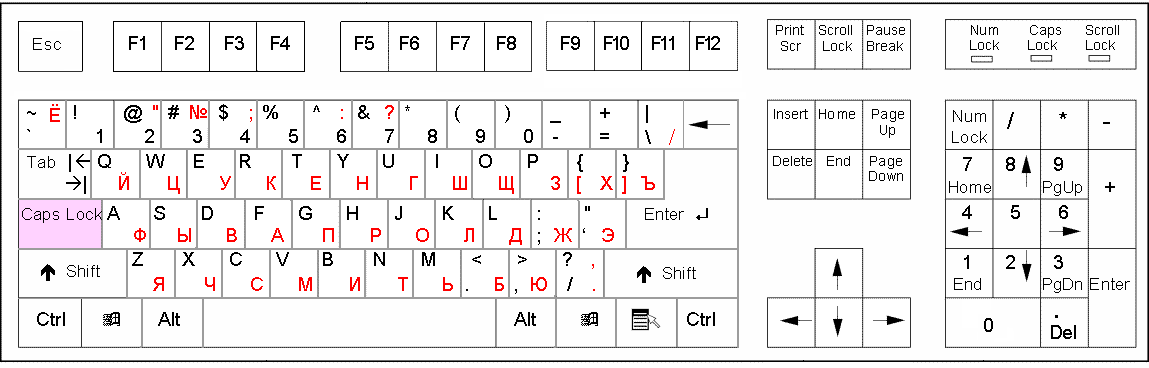 Esc F1 F2 F3 F4 F5 F6 F7 F8 F9 F10 F11 F12 Print Scr Scroll Lock Pause Break Num Lock Caps Lock Scroll Lock
~ Ё ! @ " # № $ ; % ^ : & ? * ( ) _ + |
` 1 2 3 4 5 6 7 8 9 0 - = \ /
Insert Home Page Up Num Lock / * -
Tab Q W E R T Y U I O P { }
Й Ц У К Е Н Г Ш Щ З [ Х ] Ъ
Delete End Page Down 7 Home 8 9 PgUp +
Caps Lock A S D F G H J K L : " Enter
Ф Ы В А П Р О Л Д ; Ж ‘ Э
4 5 6
Shift Z X C V B N M < > ? , Shift
Я Ч С М И Т Ь . Б , Ю / .
1 End 2 3 PgDn Enter
Ctrl Alt Alt Ctrl
0 . Del